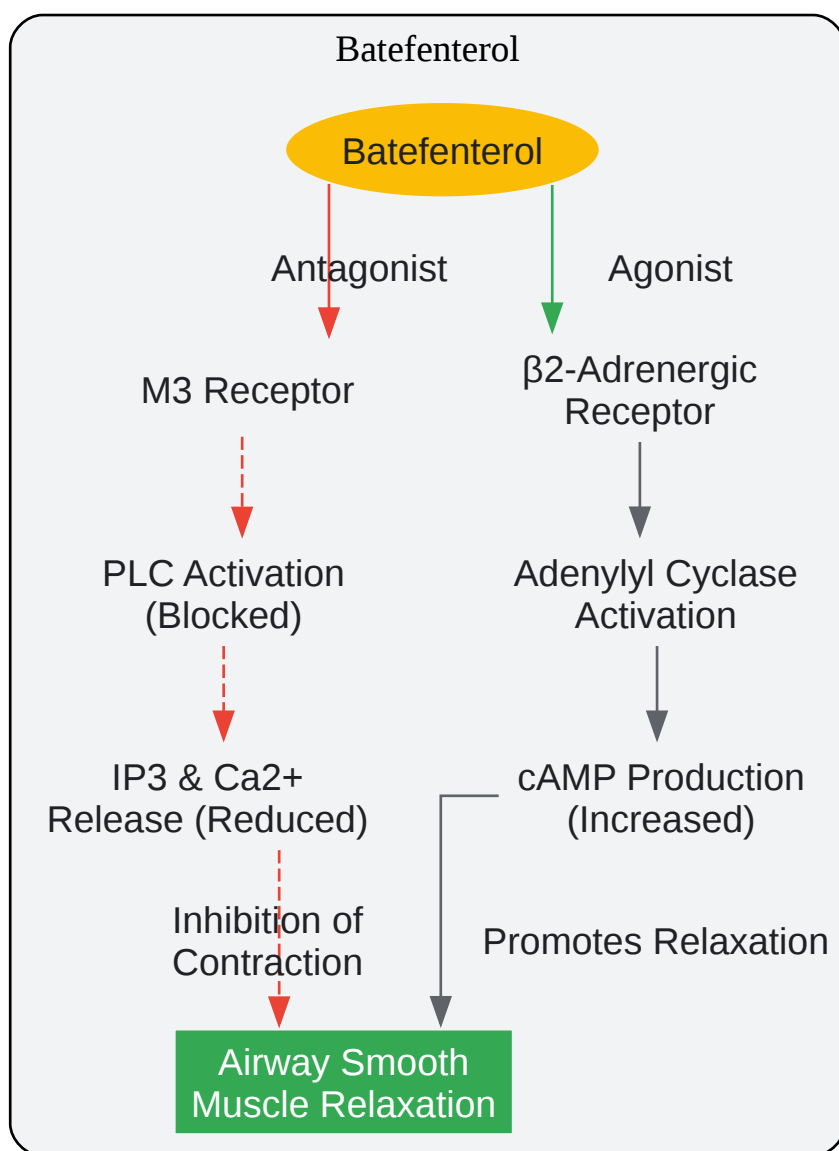 Batefenterol
Batefenterol
Antagonist
Agonist
M3 Receptor
β2-Adrenergic
Receptor
PLC Activation
(Blocked)
Adenylyl Cyclase
Activation
IP3 & Ca2+
Release (Reduced)
cAMP Production
(Increased)
Inhibition of
Contraction
Promotes Relaxation
Airway Smooth
Muscle Relaxation